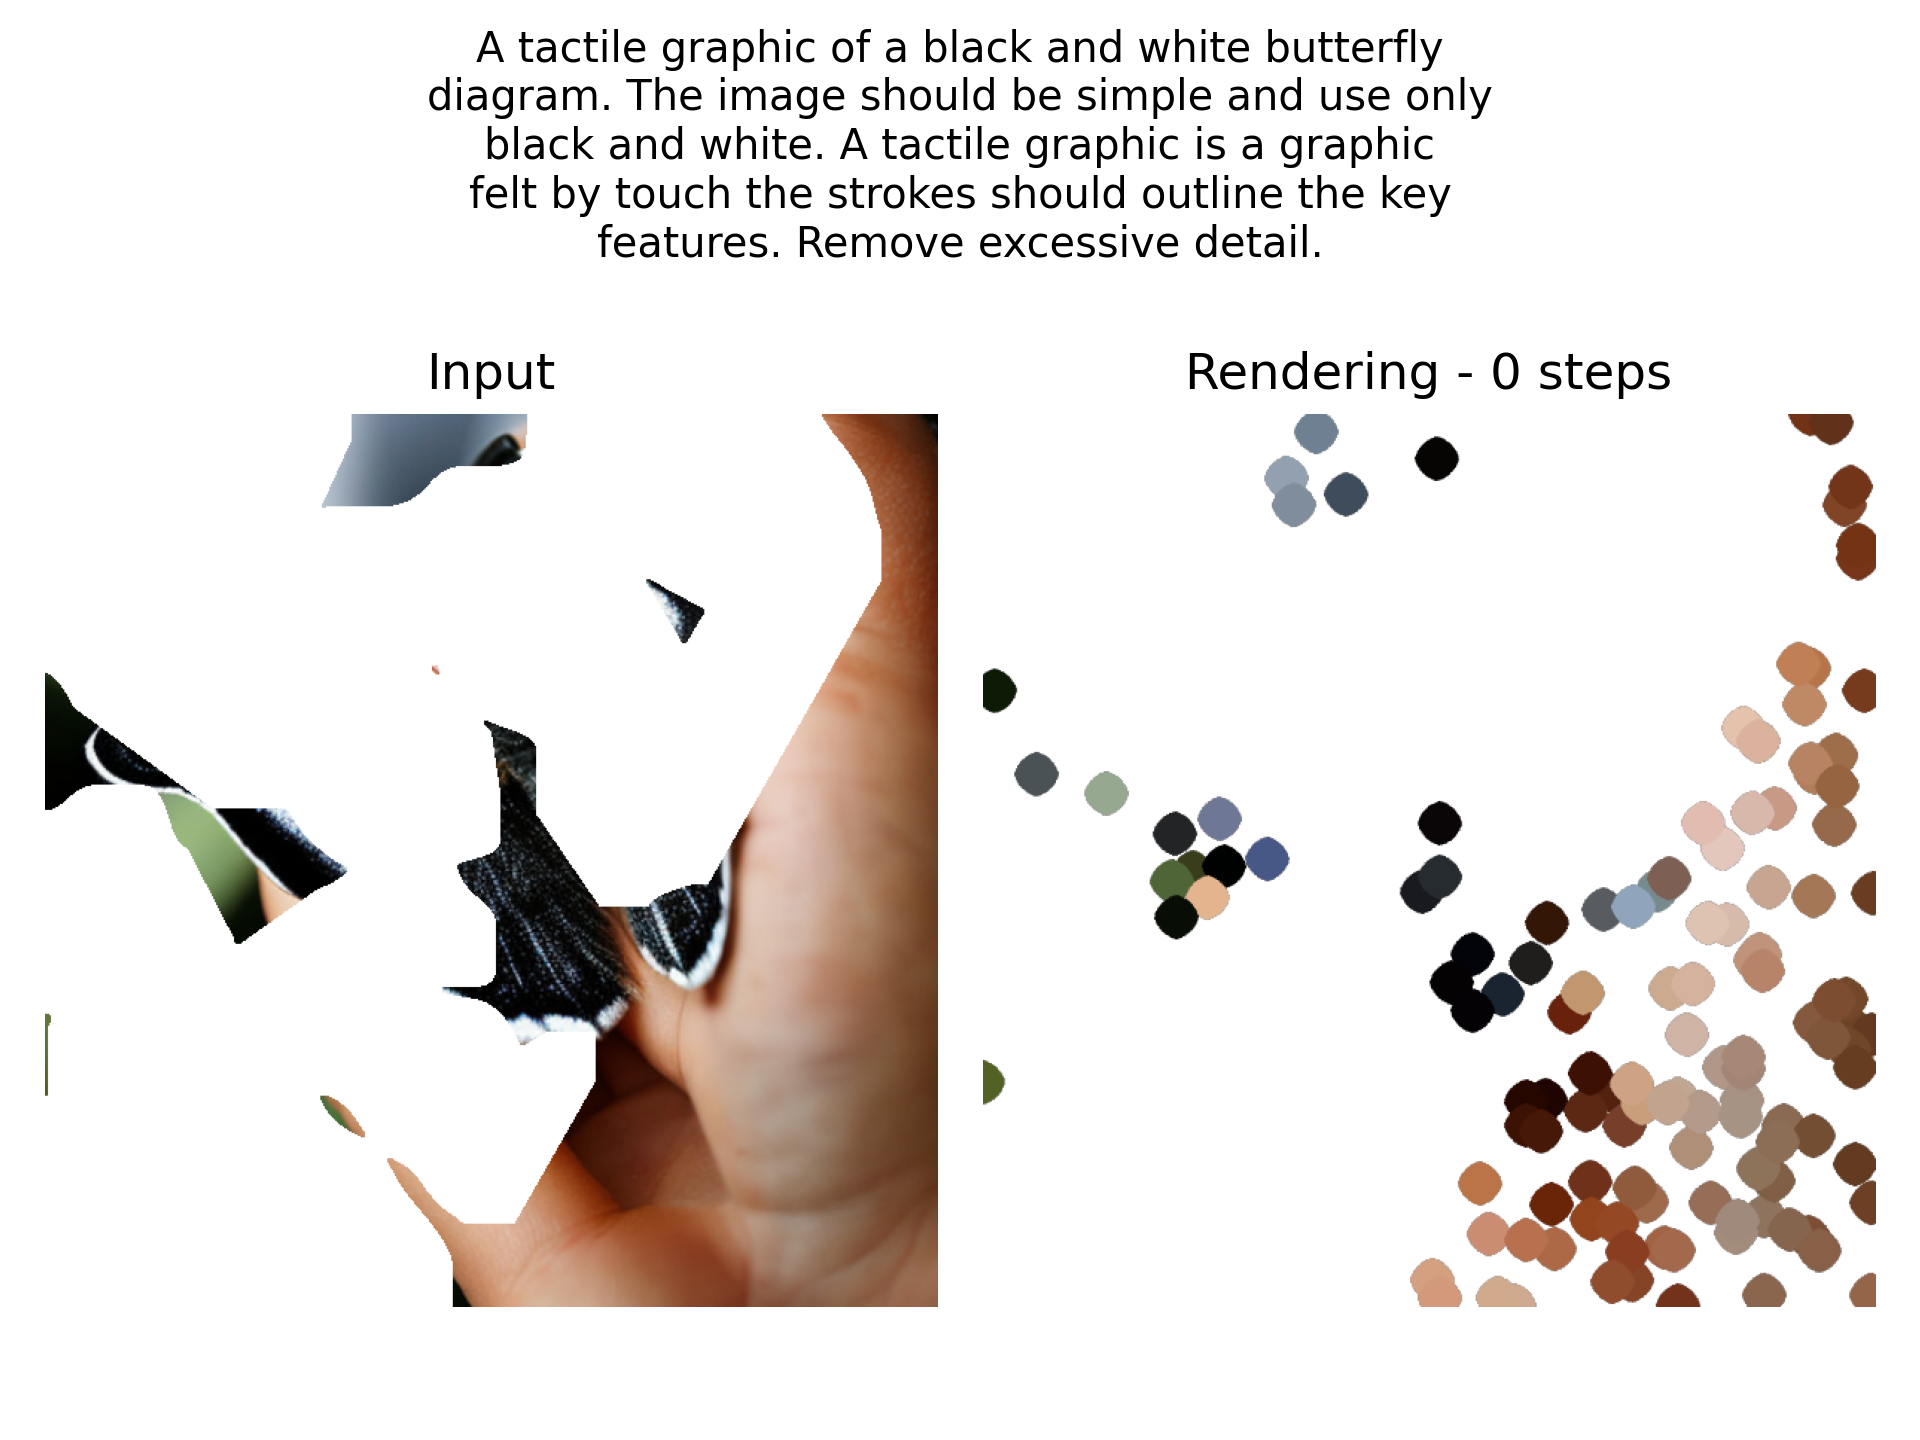 A tactile graphic of a black and white butterfly
diagram. The image should be simple and use only
black and white. A tactile graphic is a graphic
felt by touch the strokes should outline the key
features. Remove excessive detail.
Input
Rendering - 0 steps